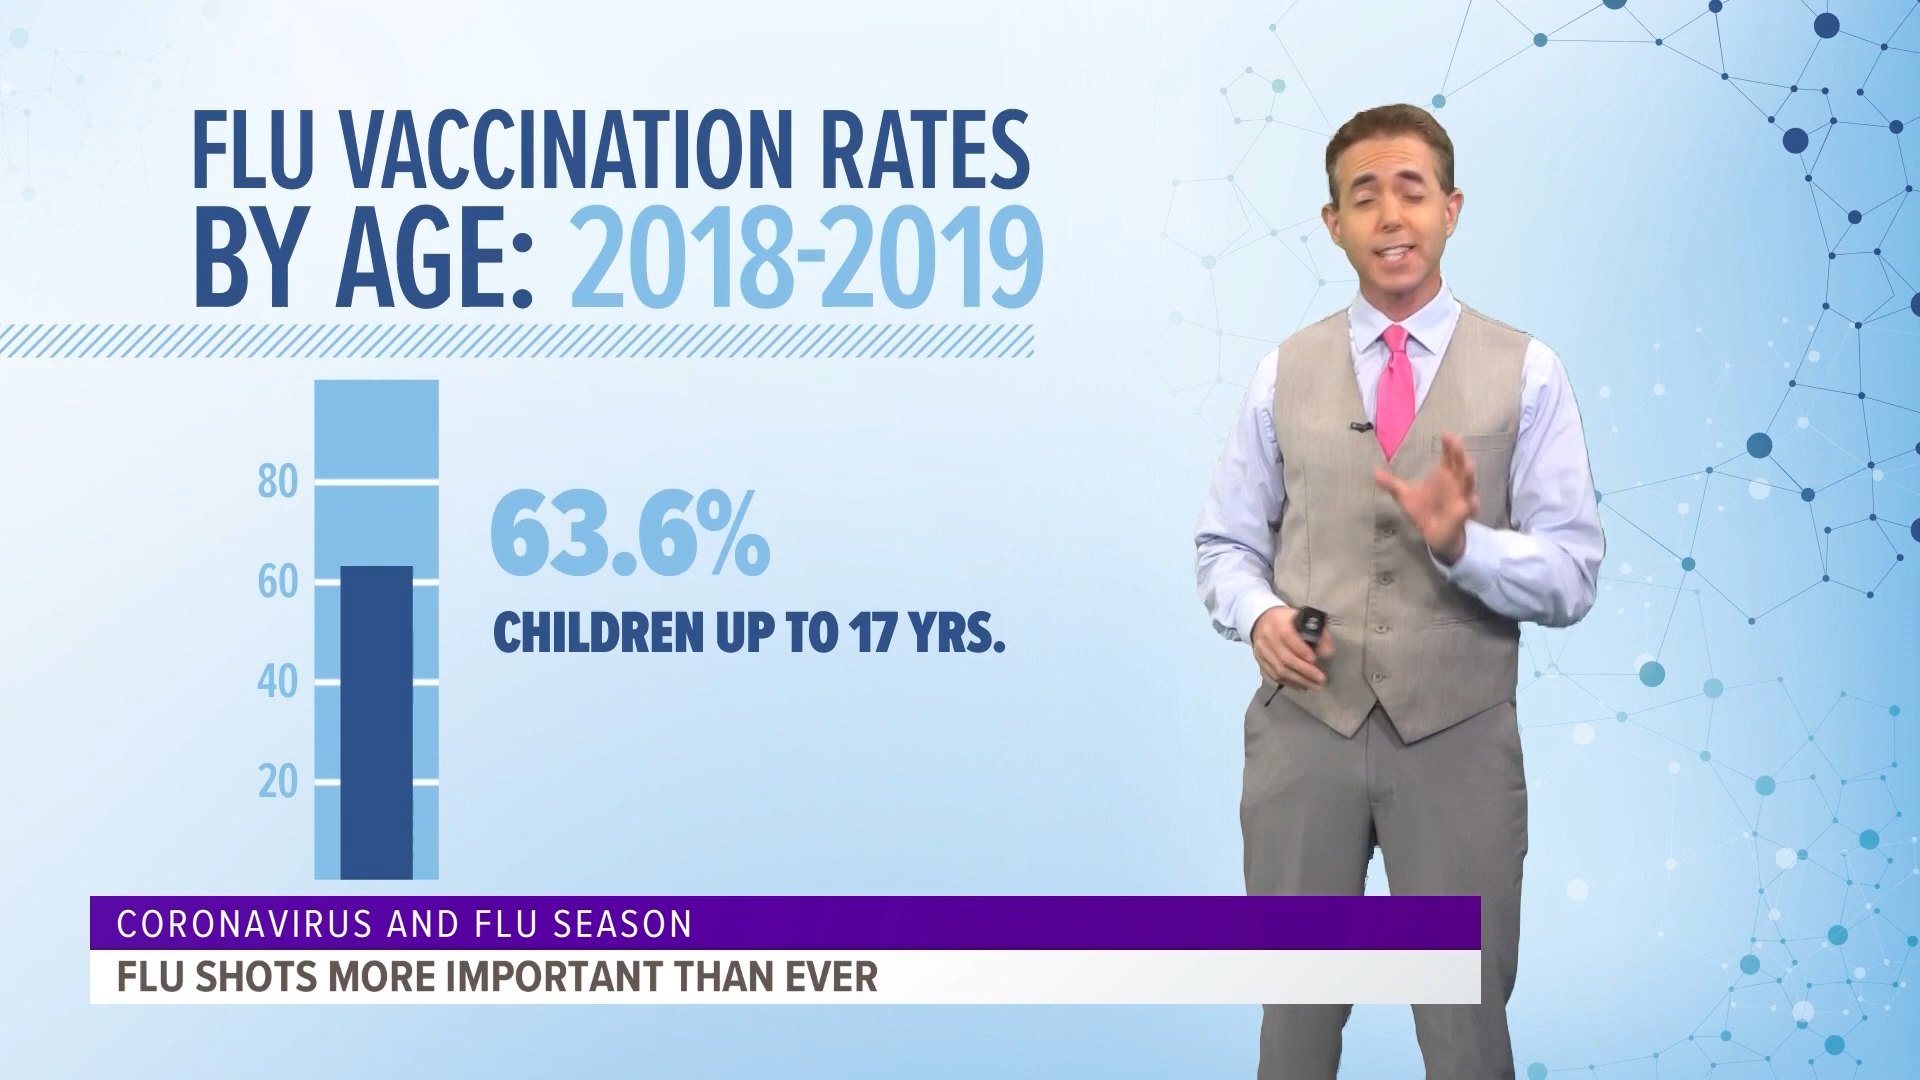 FLU VACCINATION RATES
BY AGE: 2018-2019
80
60
40
20
63.6%
CHILDREN UP TO 17 YRS.
CORONAVIRUS AND FLU SEASON
FLU SHOTS MORE IMPORTANT THAN EVER